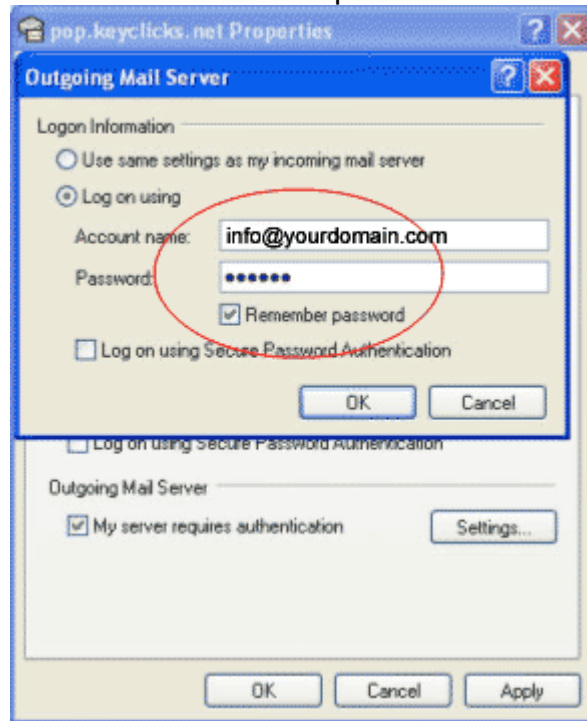 pop.keyclicks.net Properties
Outgoing Mail Server
Logon Information
Use same settings as my incoming mail server
Log on using
Account name: info@yourdomain.com
Password: ●●●●●●
Remember password
Log on using Secure Password Authentication
OK Cancel
Log on using Secure Password Authentication
Outgoing Mail Server
My server requires authentication Settings...
OK Cancel Apply